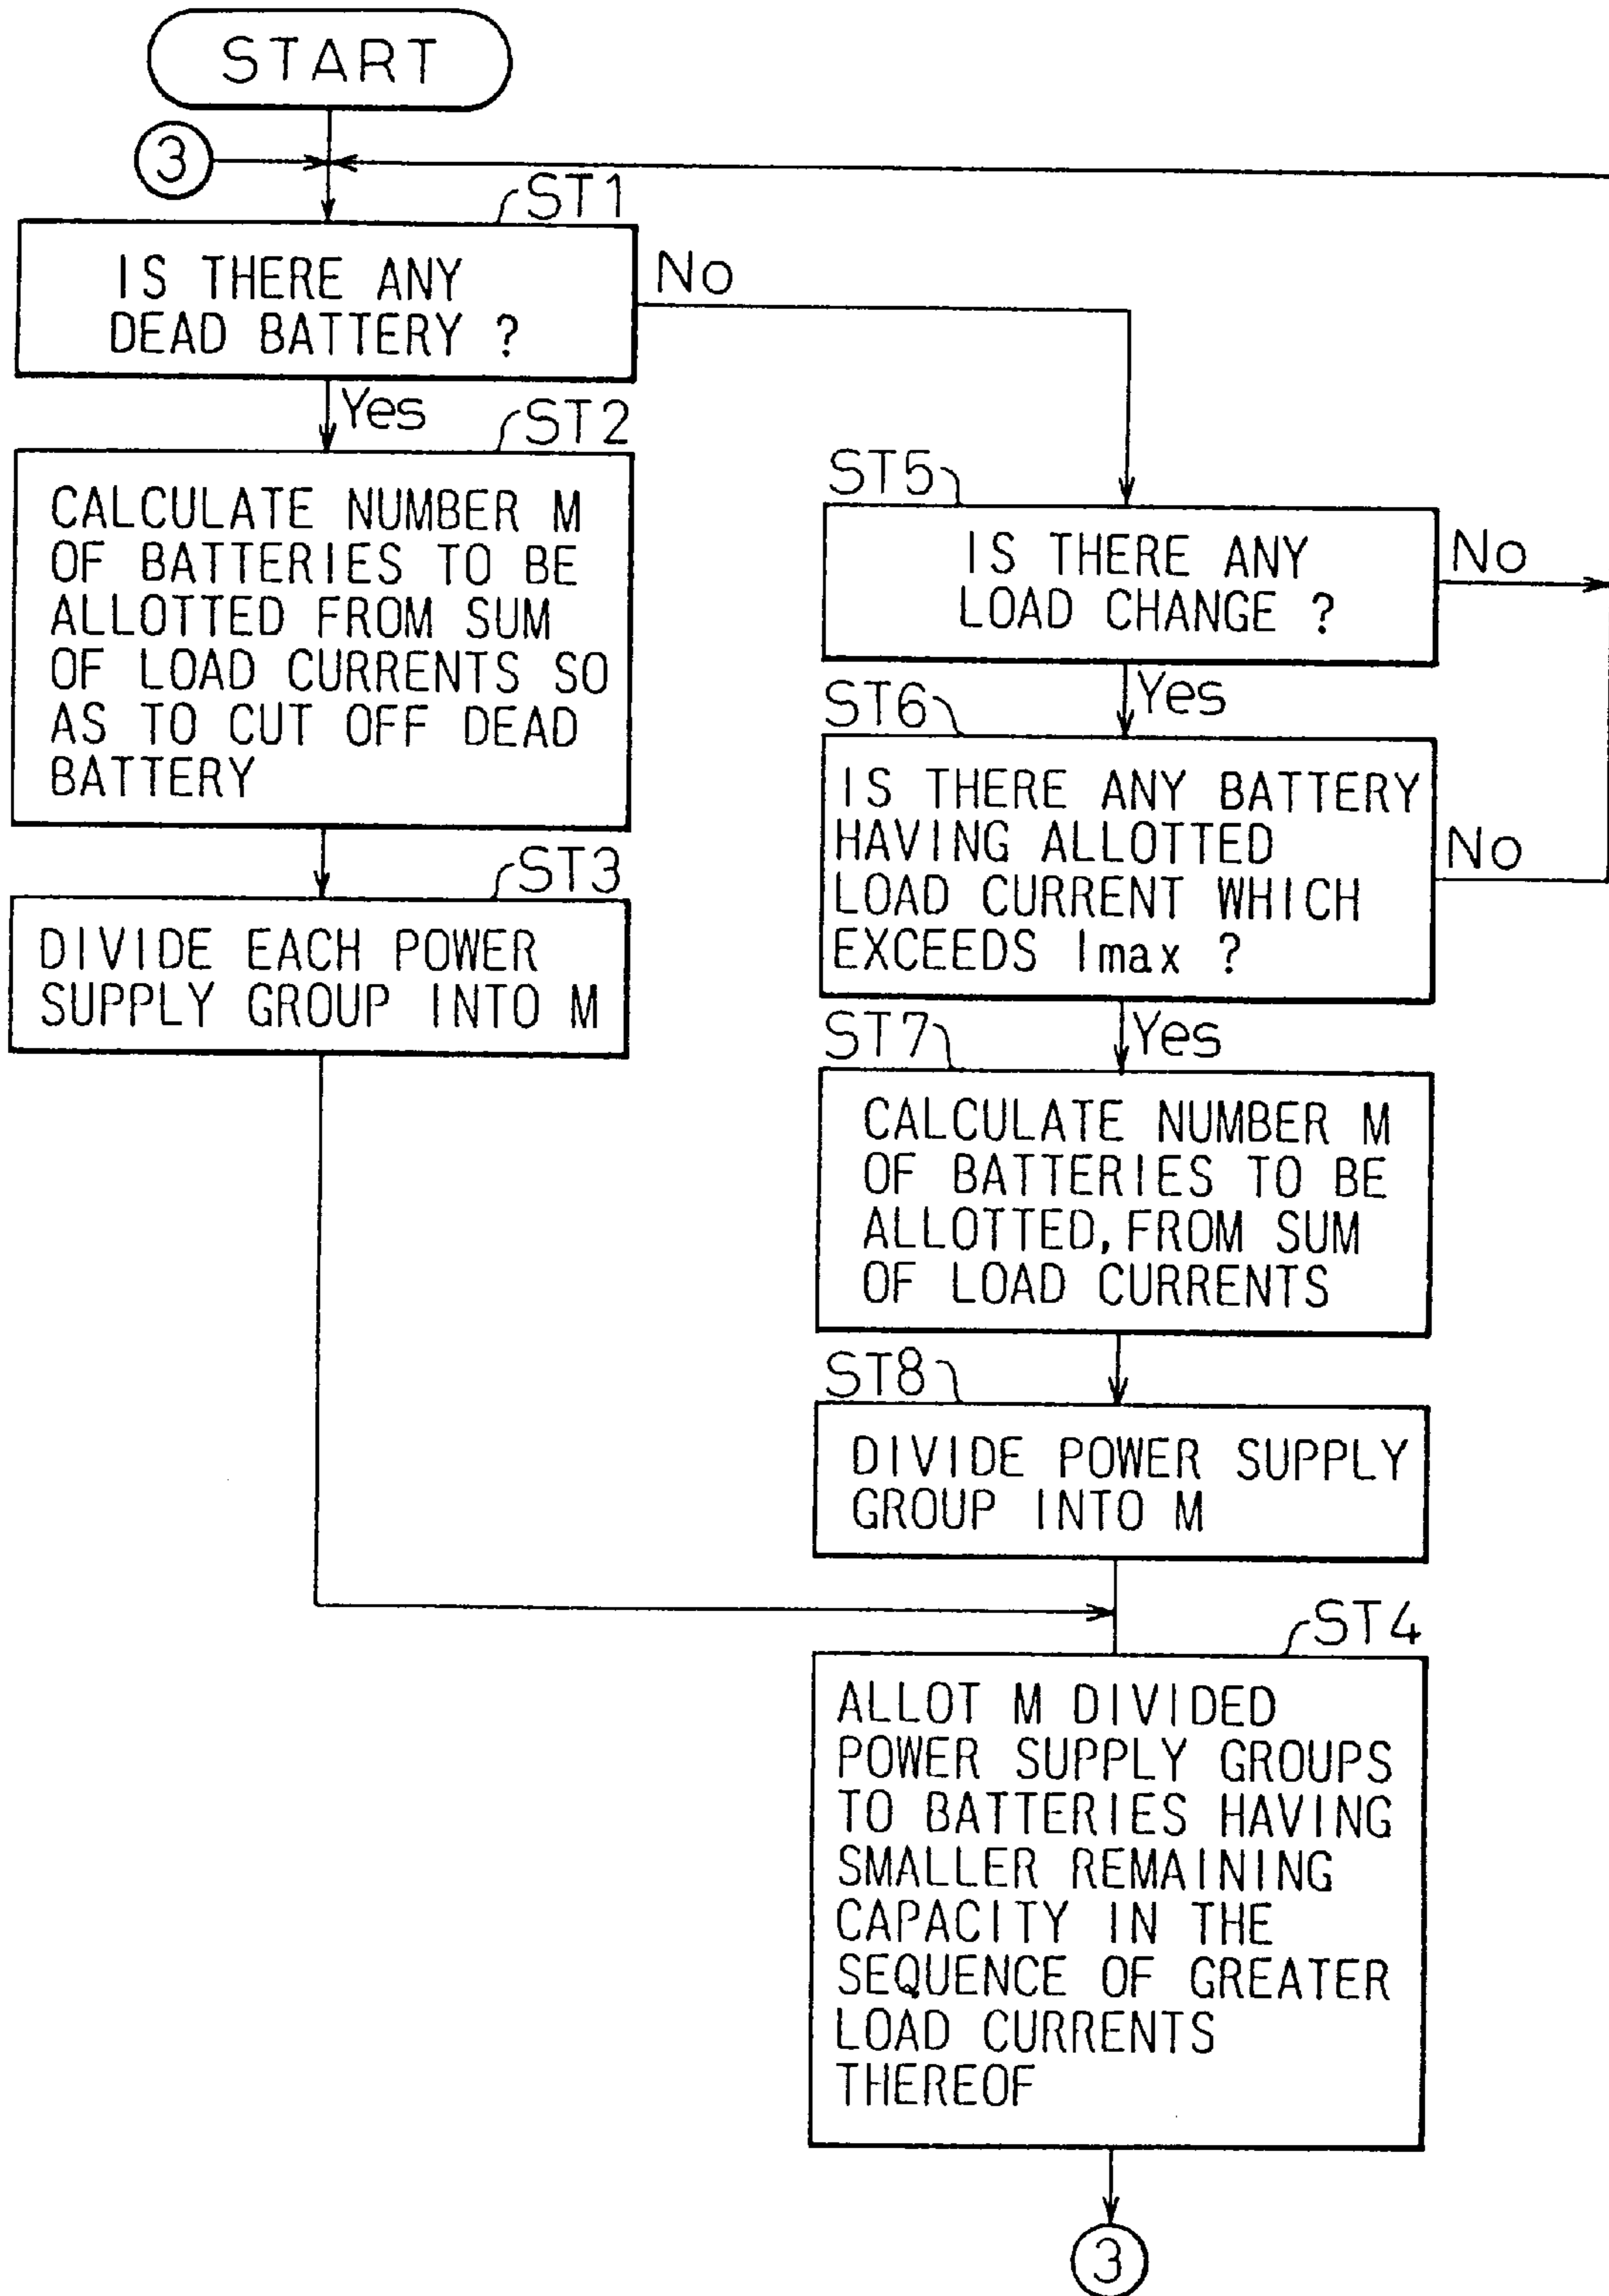 START
3
ST1
IS THERE ANY
DEAD BATTERY ?
No
Yes
ST2
CALCULATE NUMBER M
OF BATTERIES TO BE
ALLOTTED FROM SUM
OF LOAD CURRENTS SO
AS TO CUT OFF DEAD
BATTERY
ST3
DIVIDE EACH POWER
SUPPLY GROUP INTO M
ST5
IS THERE ANY
LOAD CHANGE ?
No
Yes
ST6
IS THERE ANY BATTERY
HAVING ALLOTTED
LOAD CURRENT WHICH
EXCEEDS Imax ?
No
Yes
ST7
CALCULATE NUMBER M
OF BATTERIES TO BE
ALLOTTED, FROM SUM
OF LOAD CURRENTS
ST8
DIVIDE POWER SUPPLY
GROUP INTO M
ST4
ALLOT M DIVIDED
POWER SUPPLY GROUPS
TO BATTERIES HAVING
SMALLER REMAINING
CAPACITY IN THE
SEQUENCE OF GREATER
LOAD CURRENTS
THEREOF
3